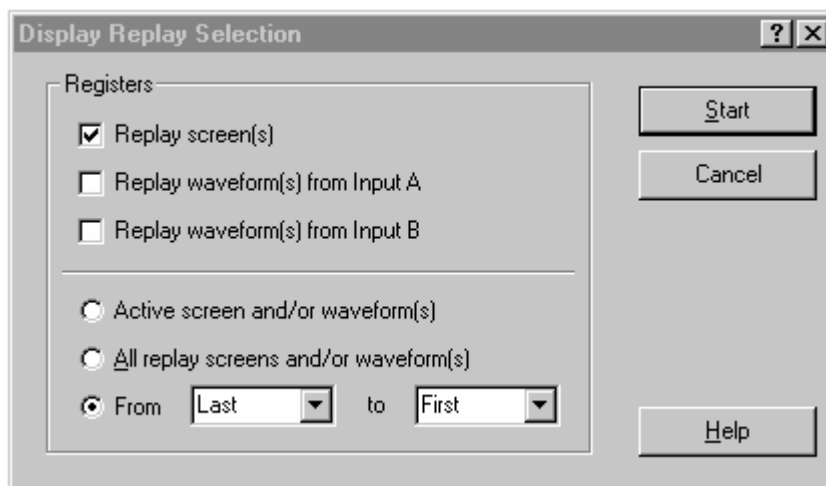 Display Replay Selection
Registers
Replay screen(s)
Replay waveform(s) from Input A
Replay waveform(s) from Input B
Active screen and/or waveform(s)
All replay screens and/or waveform(s)
From Last to First
Start
Cancel
Help